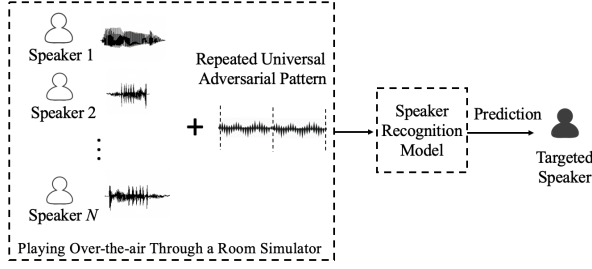 Speaker 1
Speaker 2
Speaker N
Repeated Universal
Adversarial Pattern
Playing Over-the-air Through a Room Simulator
Speaker
Recognition
Model
Prediction
Targeted
Speaker